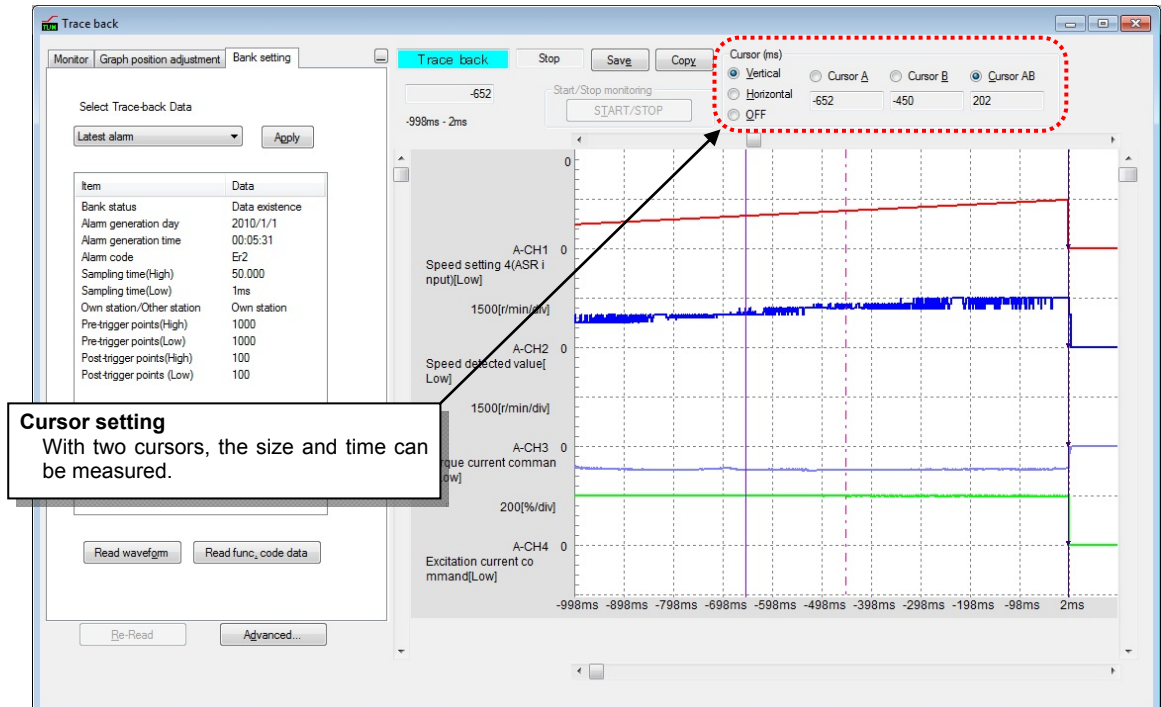 Trace back
Monitor Graph position adjustment Bank setting
Select Trace-back Data
Latest alarm Apply
Item Data
Bank status Data existence
Alarm generation day 2010/1/1
Alarm generation time 00:05:31
Alarm code Er2
Sampling time(High) 50.000
Sampling time(Low) 1ms
Own station/Other station Own station
Pre-trigger points(High) 1000
Pre-trigger points(Low) 1000
Post-trigger points(High) 100
Post-trigger points (Low) 100
Cursor setting
With two cursors, the size and time can
be measured.
Read waveform Read func. code data
Re-Read Advanced...
Trace back Stop Save Copy
-652
Start/Stop monitoring
START/STOP
-998ms - 2ms
Cursor (ms)
Vertical Cursor A Cursor B Cursor AB
Horizontal -652 -450 202
OFF
0
A-CH1 0
Speed setting 4(ASR i
nput)[Low]
1500[r/min/div]
A-CH2 0
Speed detected value[
Low]
1500[r/min/div]
A-CH3 0
rque current comman
ow]
200[%/div]
A-CH4 0
Excitation current co
mmand[Low]
-998ms -898ms -798ms -698ms -598ms -498ms -398ms -298ms -198ms -98ms 2ms